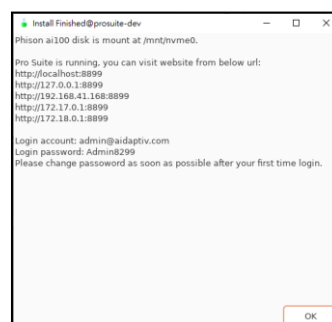 Install Finished@prosuite-dev
Phison ai100 disk is mount at /mnt/nvme0.
Pro Suite is running, you can visit website from below url:
http://localhost:8899
http://127.0.0.1:8899
http://192.168.41.168:8899
http://172.17.0.1:8899
http://172.18.0.1:8899
Login account: admin@aidaptiv.com
Login password: Admin8299
Please change passoword as soon as possible after your first time login.
OK